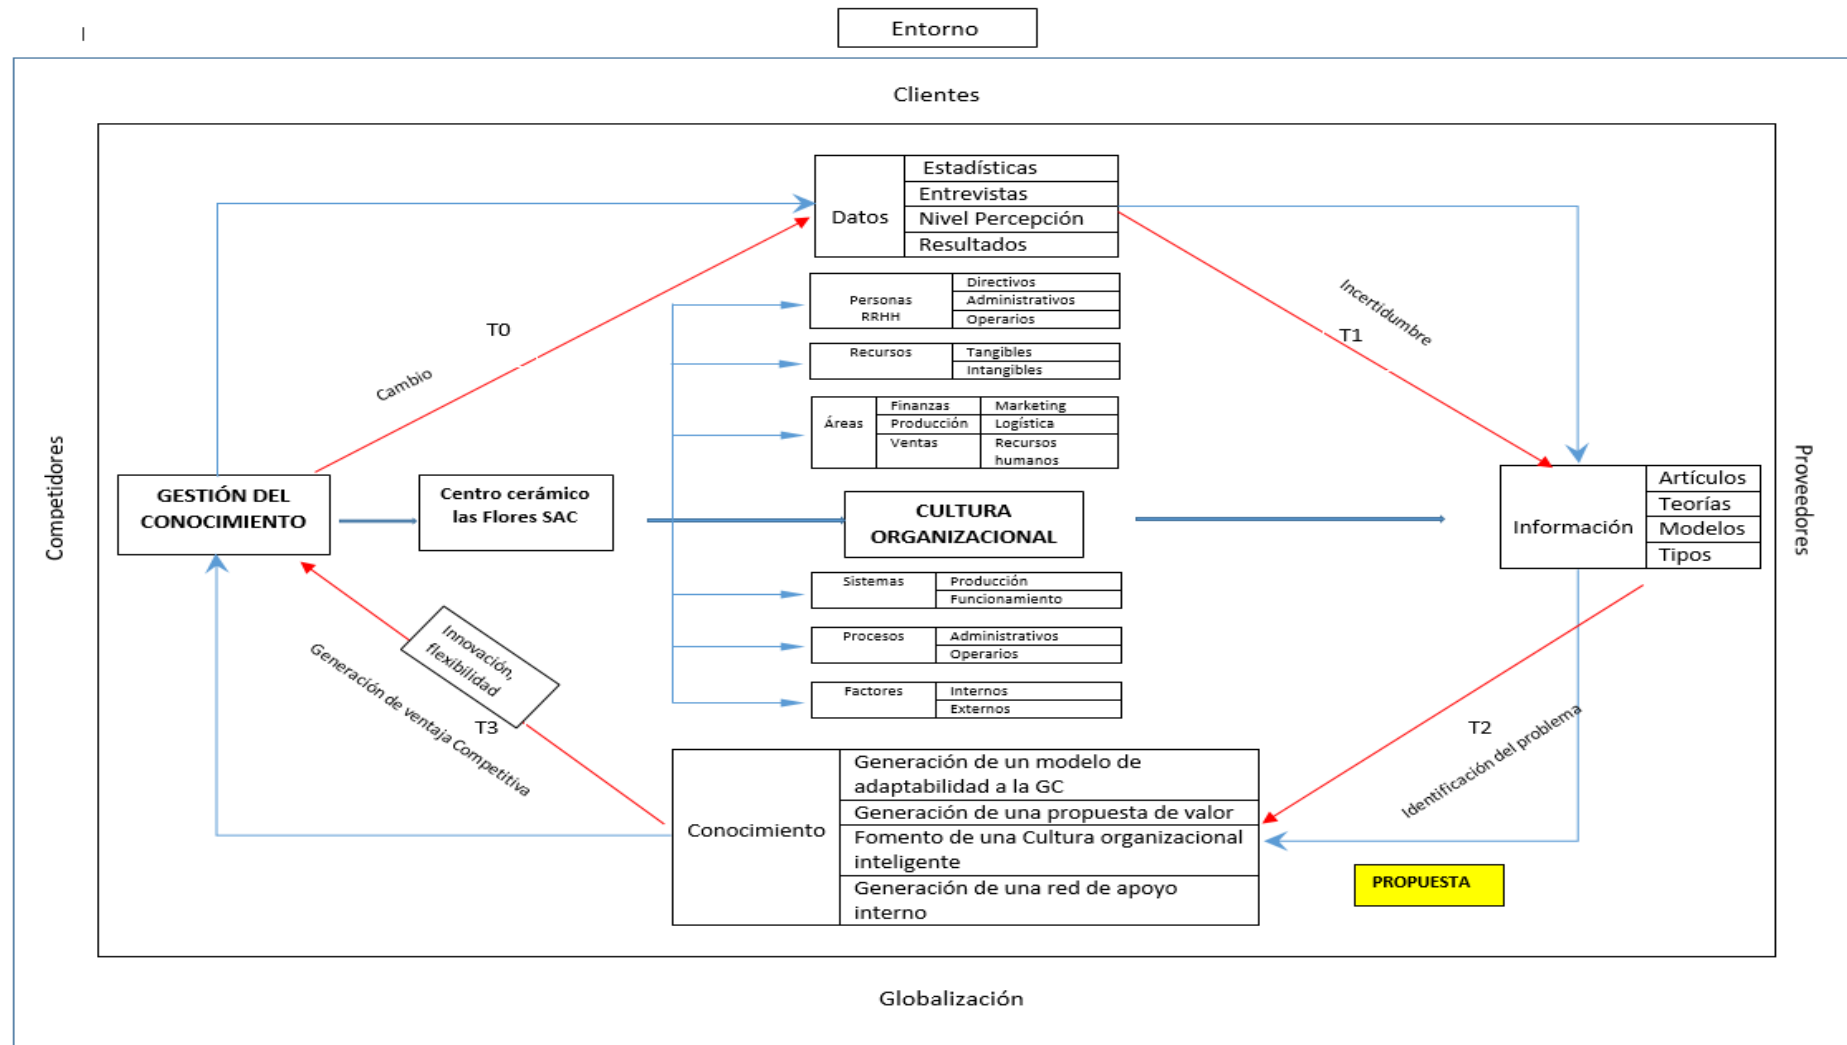 Entorno
Clientes
Datos
Estadísticas
Entrevistas
Nivel Percepción
Resultados
Personas
RRHH
Directivos
Administrativos
Operarios
Recursos
Tangibles
Intangibles
Áreas
Finanzas
Marketing
Producción
Logística
Ventas
Recursos
humanos
T0
Cambio
Incertidumbre
T1
Competidores
GESTIÓN DEL
CONOCIMIENTO
Centro cerámico
las Flores SAC
CULTURA
ORGANIZACIONAL
Información
Artículos
Teorías
Modelos
Tipos
Proveedores
Sistemas
Producción
Funcionamiento
Procesos
Administrativos
Operarios
Factores
Internos
Externos
Innovación,
flexibilidad
Generación de ventaja Competitiva
T3
T2
Identificación del problema
Conocimiento
Generación de un modelo de
adaptabilidad a la GC
Generación de una propuesta de valor
Fomento de una Cultura organizacional
inteligente
Generación de una red de apoyo
interno
PROPUESTA
Globalización